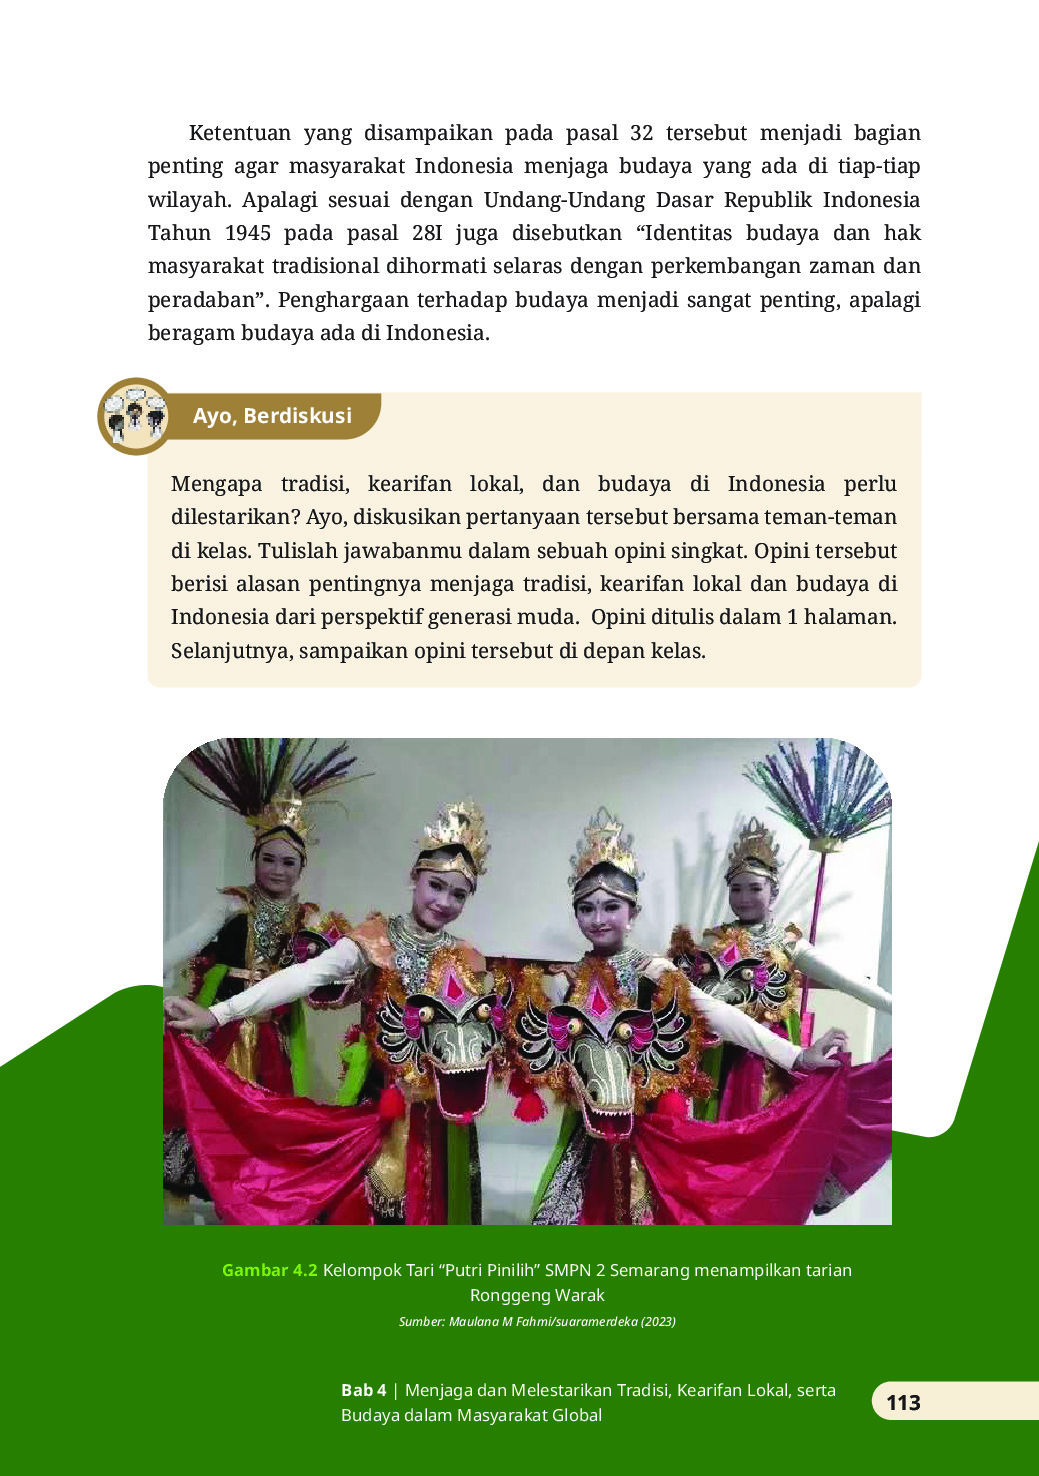 Ketentuan yang disampaikan pada pasal 32 tersebut menjadi bagian
penting agar masyarakat Indonesia menjaga budaya yang ada di tiap-tiap
wilayah. Apalagi sesuai dengan Undang-Undang Dasar Republik Indonesia
Tahun 1945 pada pasal 28I juga disebutkan “Identitas budaya dan hak
masyarakat tradisional dihormati selaras dengan perkembangan zaman dan
peradaban”. Penghargaan terhadap budaya menjadi sangat penting, apalagi
beragam budaya ada di Indonesia.
Ayo, Berdiskusi
Mengapa tradisi, kearifan lokal, dan budaya di Indonesia perlu
dilestarikan? Ayo, diskusikan pertanyaan tersebut bersama teman-teman
di kelas. Tulislah jawabanmu dalam sebuah opini singkat. Opini tersebut
berisi alasan pentingnya menjaga tradisi, kearifan lokal dan budaya di
Indonesia dari perspektif generasi muda. Opini ditulis dalam 1 halaman.
Selanjutnya, sampaikan opini tersebut di depan kelas.
Gambar 4.2 Kelompok Tari “Putri Pinilih” SMPN 2 Semarang menampilkan tarian
Ronggeng Warak
Sumber: Maulana M Fahmi/suaramerdeka (2023)
Bab 4 | Menjaga dan Melestarikan Tradisi, Kearifan Lokal, serta
Budaya dalam Masyarakat Global
113